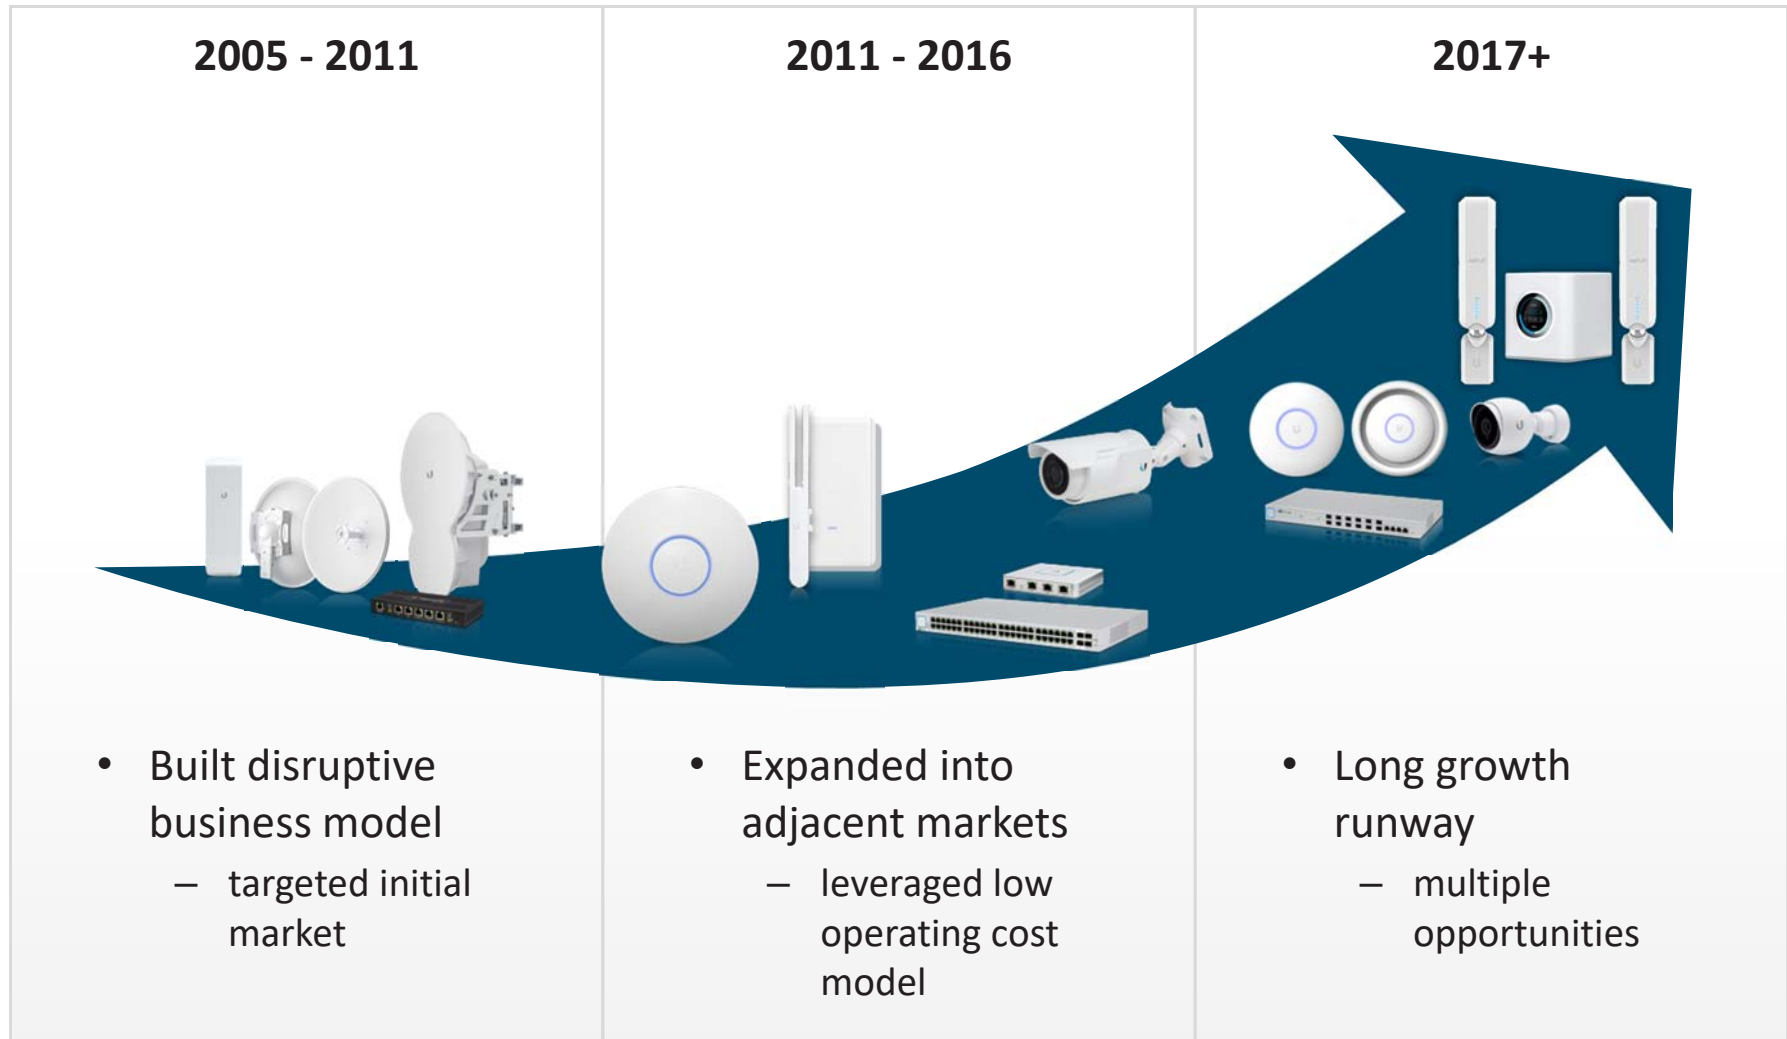 2005 - 2011
2011 - 2016
2017+
• Built disruptive
business model
– targeted initial
market
• Expanded into
adjacent markets
– leveraged low
operating cost
model
• Long growth
runway
– multiple
opportunities